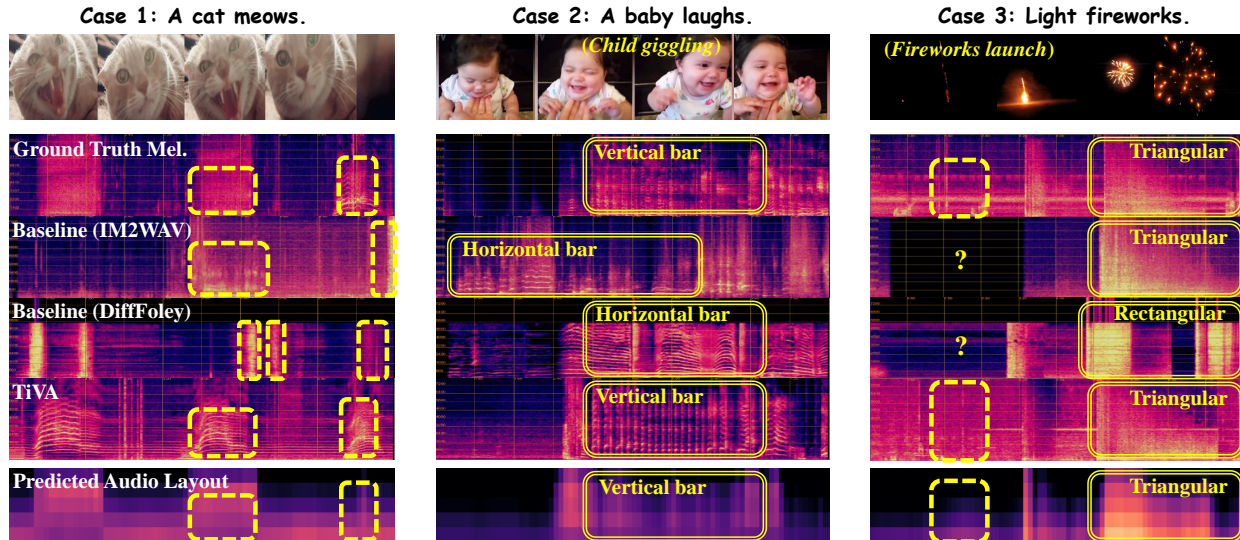 Case 1: A cat meows.
Case 2: A baby laughs.
Case 3: Light fireworks.
(Child giggling)
(Fireworks launch)
Ground Truth Mel.
Vertical bar
Triangular
Baseline (IM2WAV)
Horizontal bar
?
Triangular
Baseline (DiffFoley)
Horizontal bar
Rectangular
?
TiVA
Vertical bar
Triangular
Predicted Audio Layout
Vertical bar
Triangular